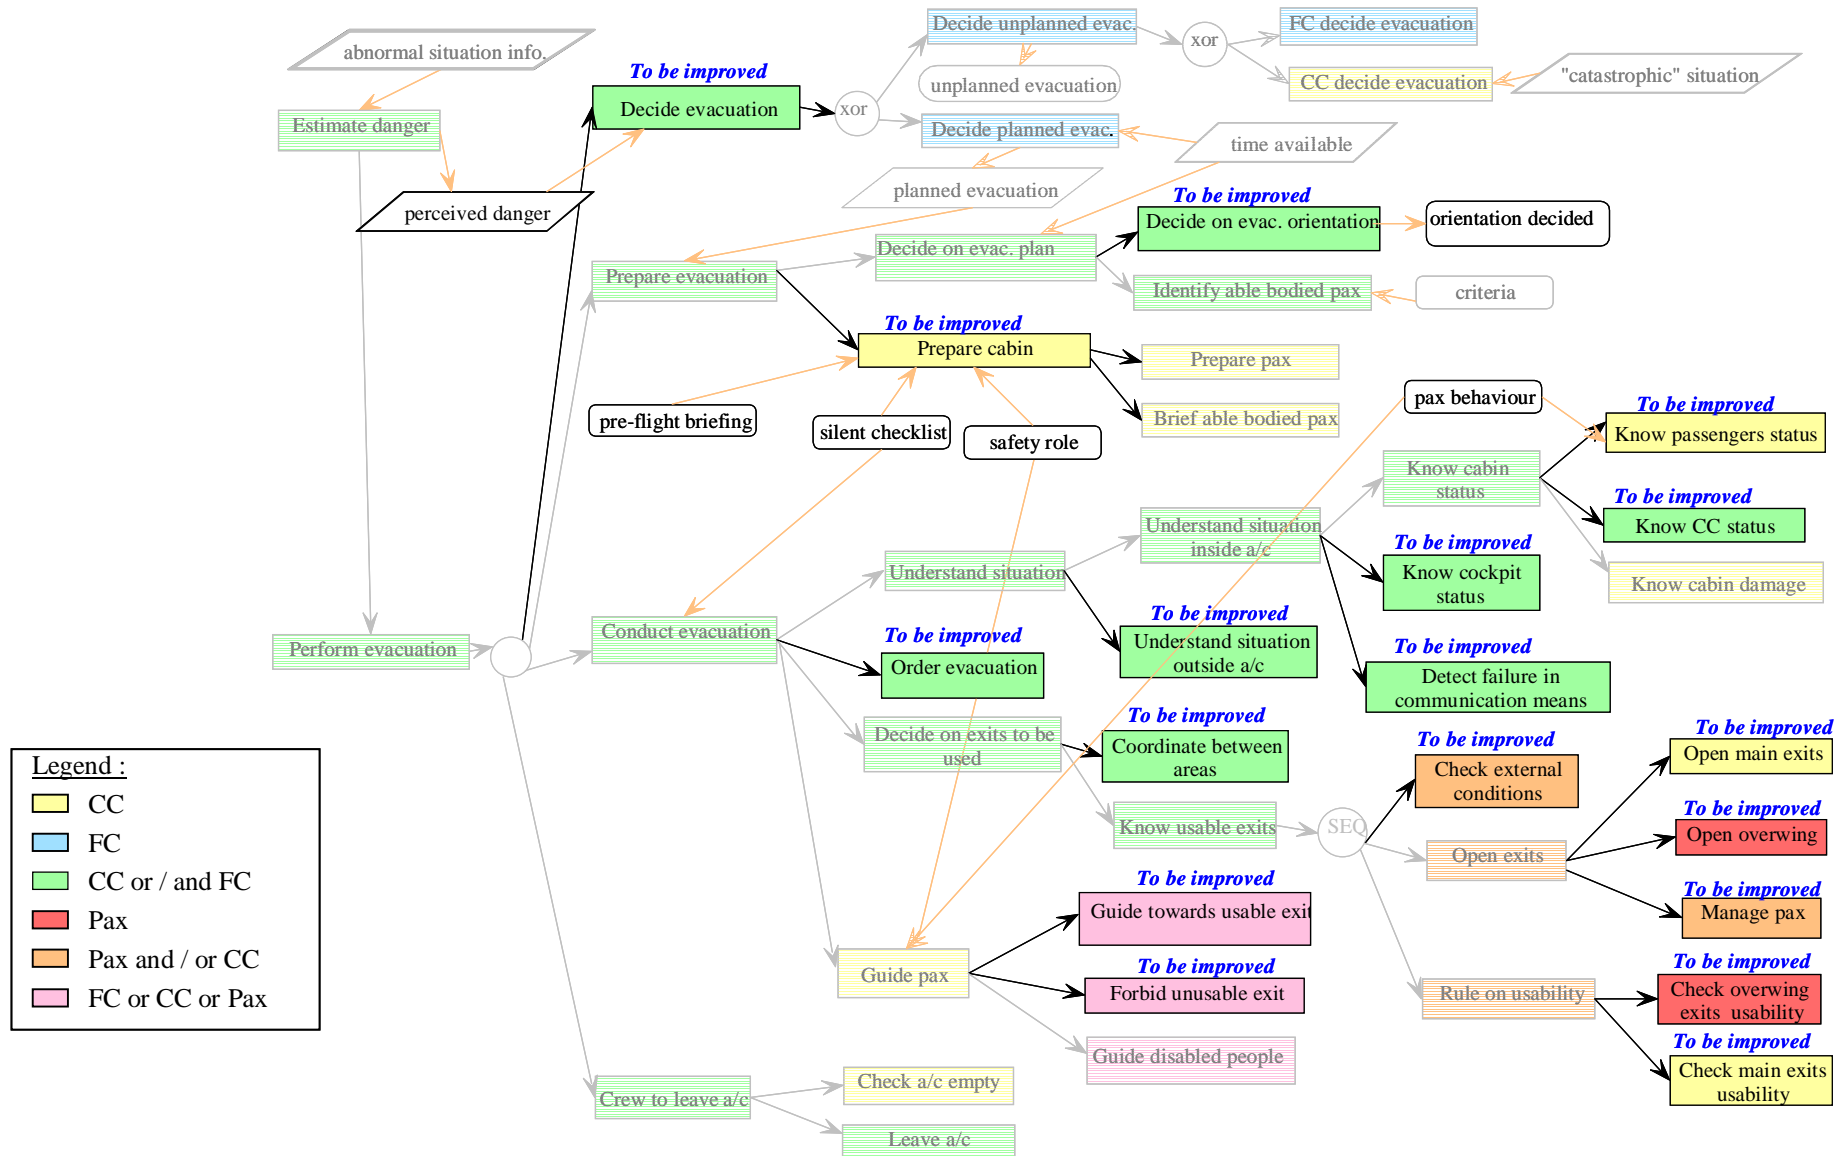 abnormal situation info.
Estimate danger
perceived danger
To be improved
Decide evacuation
xor
Decide unplanned evac.
unplanned evacuation
xor
FC decide evacuation
CC decide evacuation
"catastrophic" situation
Decide planned evac.
time available
planned evacuation
To be improved
Decide on evac. orientation
orientation decided
Decide on evac. plan
Prepare evacuation
Identify able bodied pax
criteria
To be improved
Prepare cabin
Prepare pax
Brief able bodied pax
pre-flight briefing
silent checklist
safety role
pax behaviour
To be improved
Know passengers status
Know cabin
status
To be improved
Know CC status
Know cabin damage
Understand situation
inside a/c
To be improved
Know cockpit
status
Understand situation
To be improved
Understand situation
outside a/c
To be improved
Detect failure in
communication means
Perform evacuation
Conduct evacuation
To be improved
Order evacuation
Decide on exits to be
used
To be improved
Coordinate between
areas
Know usable exits
SEQ
To be improved
Check external
conditions
Open exits
To be improved
Open main exits
To be improved
Open overwing
To be improved
Manage pax
Rule on usability
To be improved
Check overwing
exits usability
To be improved
Check main exits
usability
Guide pax
To be improved
Guide towards usable exit
To be improved
Forbid unusable exit
Guide disabled people
Crew to leave a/c
Check a/c empty
Leave a/c
Legend :
CC
FC
CC or / and FC
Pax
Pax and / or CC
FC or CC or Pax